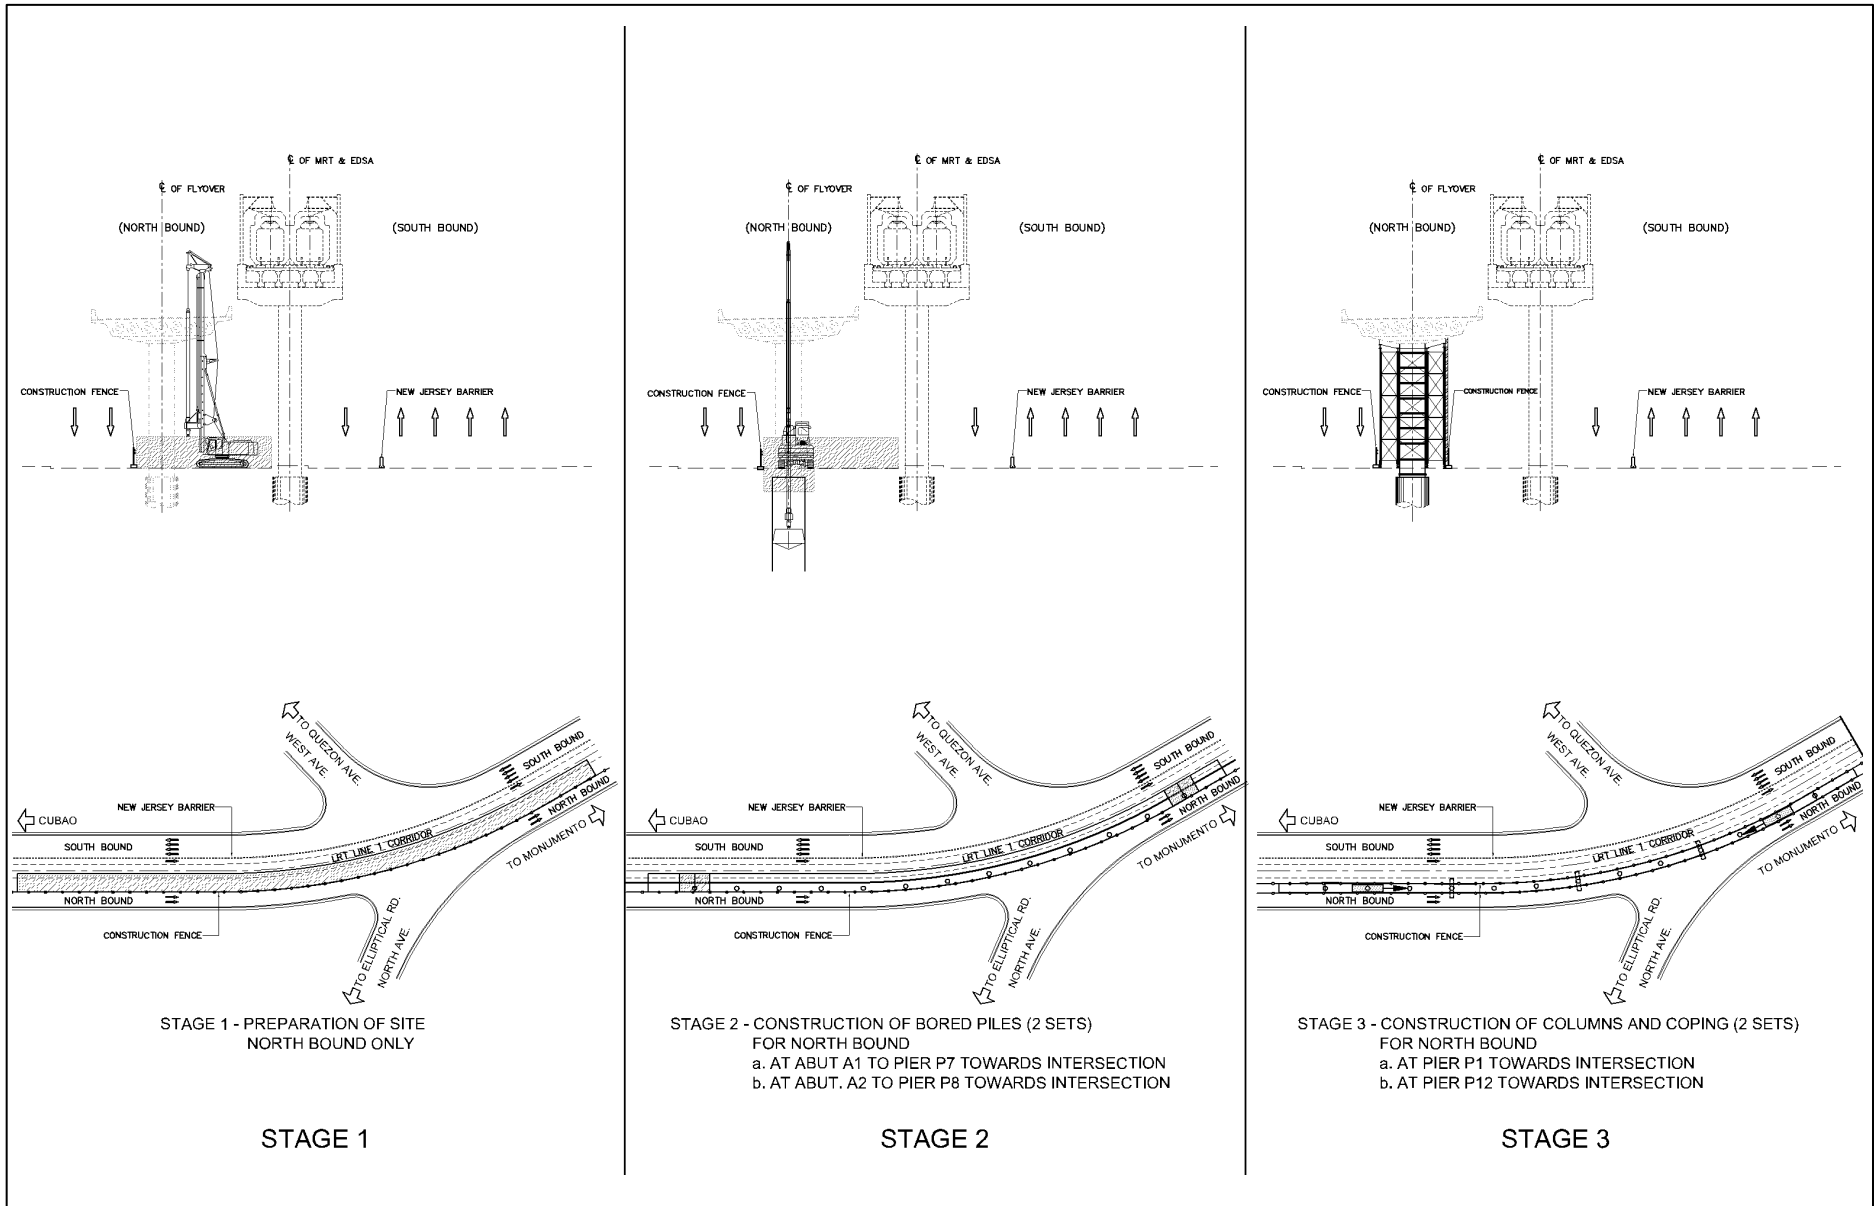 ℄ OF MRT & EDSA
℄ OF FLYOVER
(NORTH BOUND)
(SOUTH BOUND)
CONSTRUCTION FENCE
NEW JERSEY BARRIER
TO QUEZON AVE.
WEST AVE.
SOUTH BOUND
NORTH BOUND
NEW JERSEY BARRIER
CUBAO
SOUTH BOUND
LRT LINE 1 CORRIDOR
TO MONUMENTO
NORTH BOUND
CONSTRUCTION FENCE
TO ELLIPTICAL RD.
NORTH AVE.
STAGE 1 - PREPARATION OF SITE
NORTH BOUND ONLY
STAGE 1
℄ OF MRT & EDSA
℄ OF FLYOVER
(NORTH BOUND)
(SOUTH BOUND)
CONSTRUCTION FENCE
NEW JERSEY BARRIER
TO QUEZON AVE.
WEST AVE.
SOUTH BOUND
NORTH BOUND
NEW JERSEY BARRIER
CUBAO
SOUTH BOUND
LRT LINE 1 CORRIDOR
TO MONUMENTO
NORTH BOUND
CONSTRUCTION FENCE
TO ELLIPTICAL RD.
NORTH AVE.
STAGE 2 - CONSTRUCTION OF BORED PILES (2 SETS)
FOR NORTH BOUND
a. AT ABUT A1 TO PIER P7 TOWARDS INTERSECTION
b. AT ABUT. A2 TO PIER P8 TOWARDS INTERSECTION
STAGE 2
℄ OF MRT & EDSA
℄ OF FLYOVER
(NORTH BOUND)
(SOUTH BOUND)
CONSTRUCTION FENCE
CONSTRUCTION FENCE
NEW JERSEY BARRIER
TO QUEZON AVE.
WEST AVE.
SOUTH BOUND
NORTH BOUND
NEW JERSEY BARRIER
CUBAO
SOUTH BOUND
LRT LINE 1 CORRIDOR
TO MONUMENTO
NORTH BOUND
CONSTRUCTION FENCE
TO ELLIPTICAL RD.
NORTH AVE.
STAGE 3 - CONSTRUCTION OF COLUMNS AND COPING (2 SETS)
FOR NORTH BOUND
a. AT PIER P1 TOWARDS INTERSECTION
b. AT PIER P12 TOWARDS INTERSECTION
STAGE 3